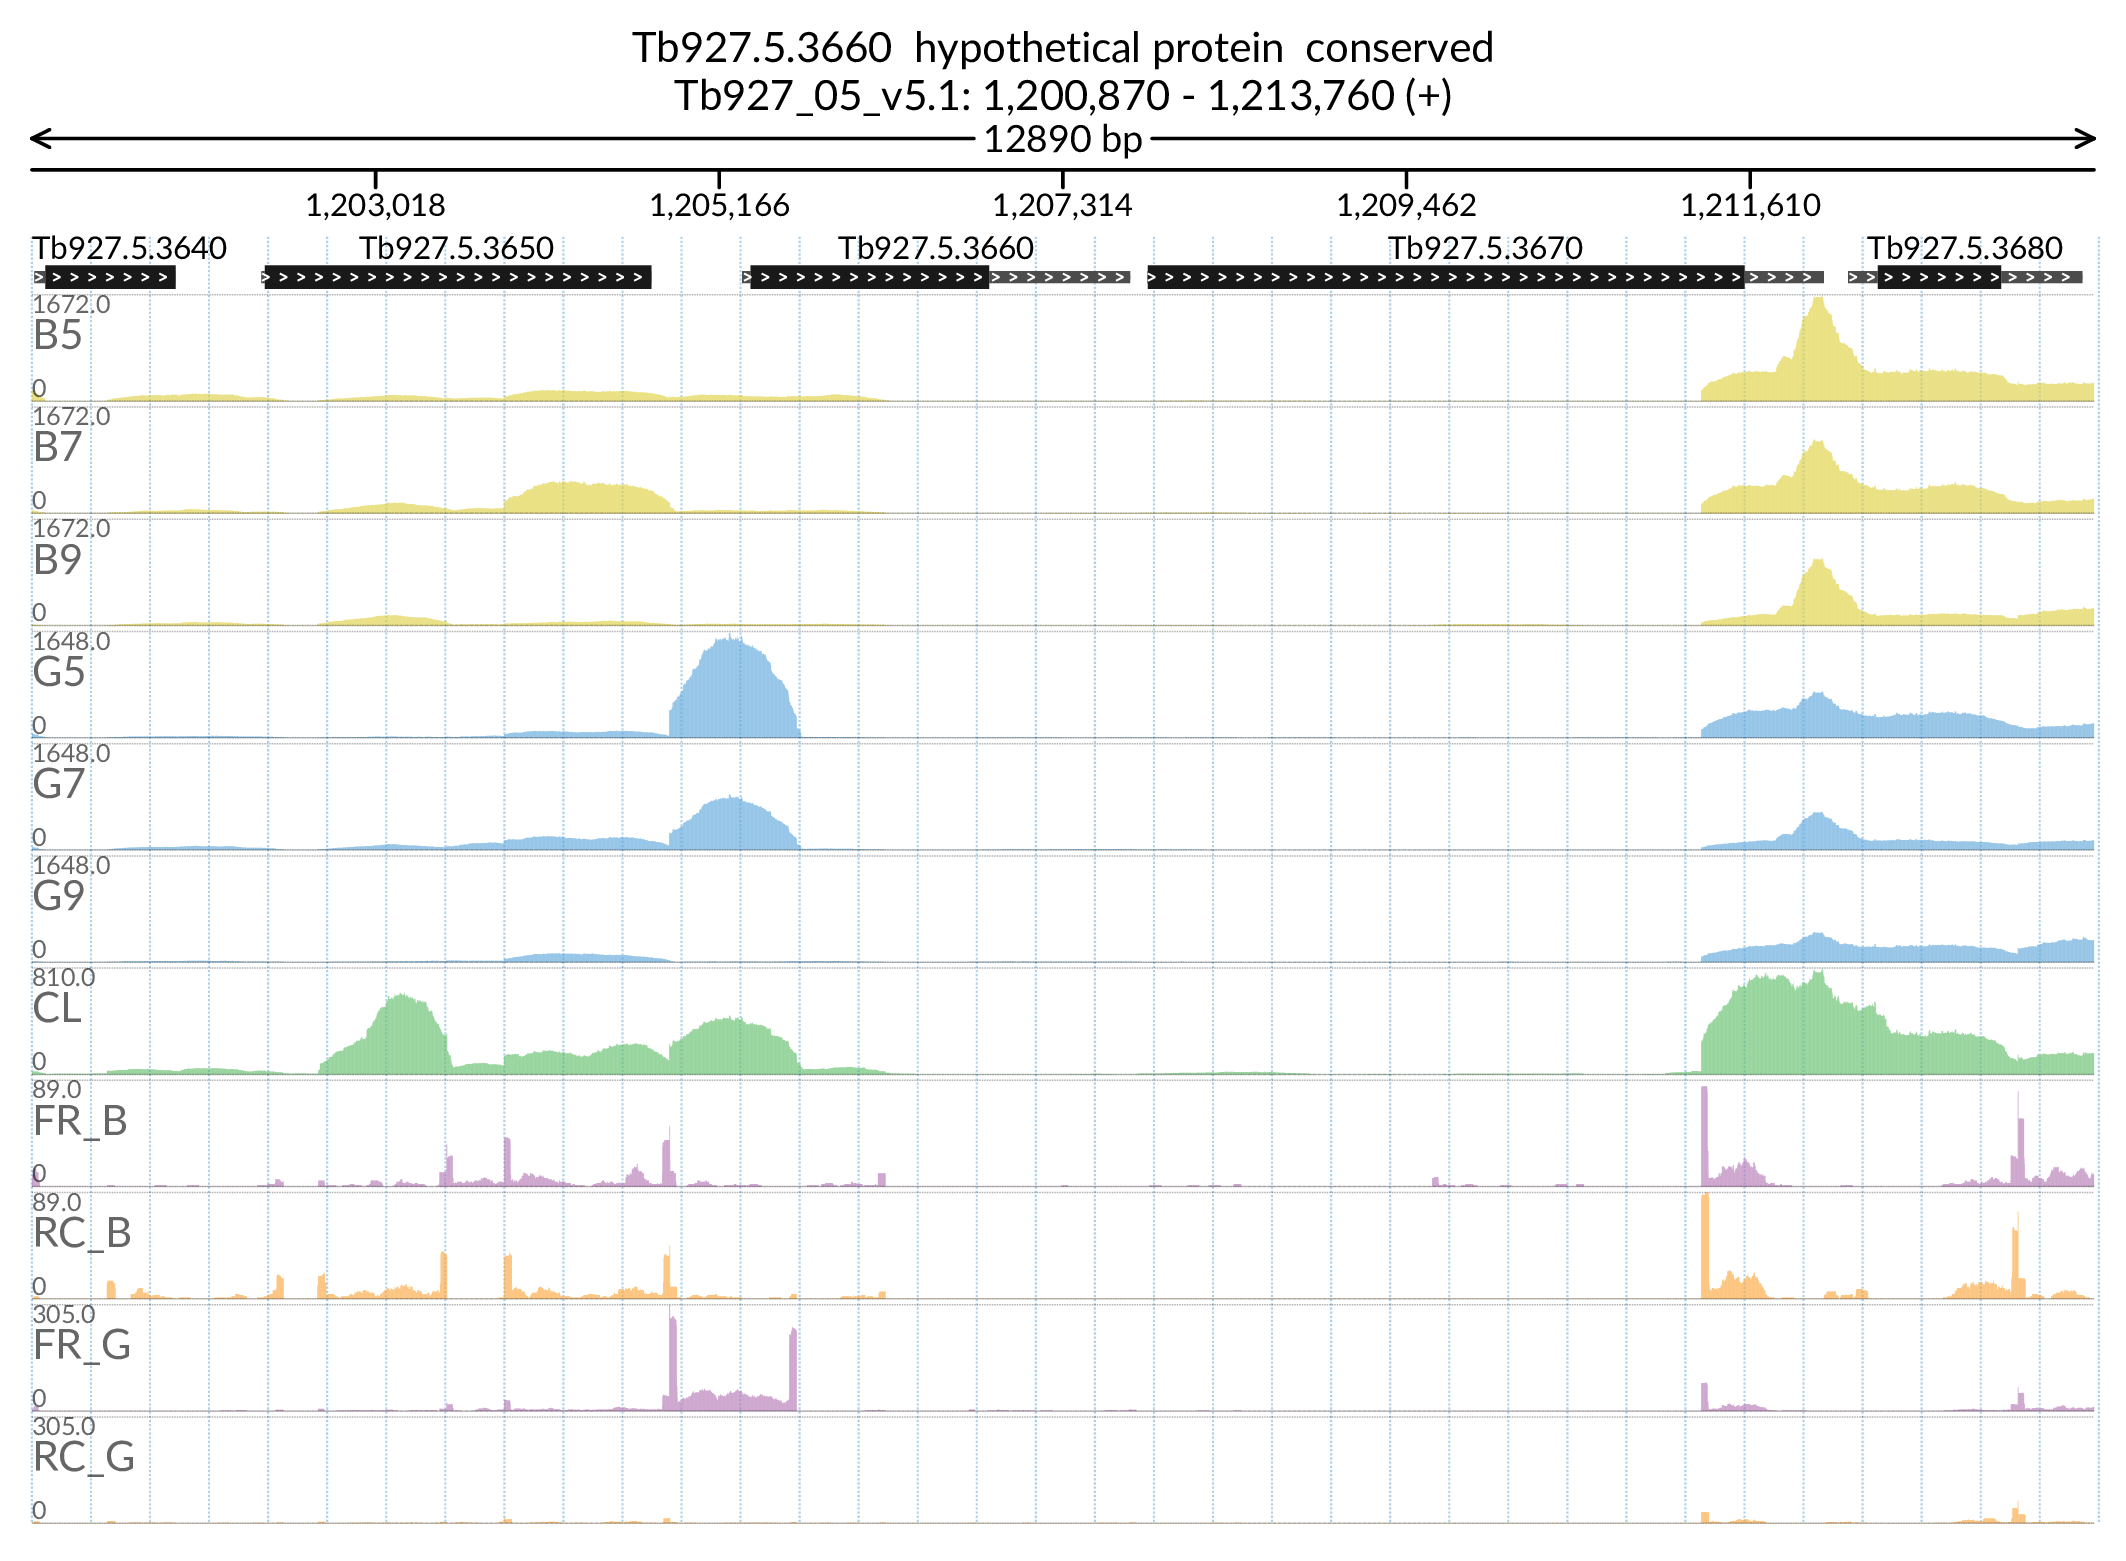 Tb927.5.3660  hypothetical protein  conserved
Tb927_05_v5.1: 1,200,870 - 1,213,760 (+)
12890 bp
1,203,018 1,205,166 1,207,314 1,209,462 1,211,610
Tb927.5.3640 Tb927.5.3650 Tb927.5.3660 Tb927.5.3670 Tb927.5.3680
1672.0
B5
0
1672.0
B7
0
1672.0
B9
0
1648.0
G5
0
1648.0
G7
0
1648.0
G9
0
810.0
CL
0
89.0
FR_B
0
89.0
RC_B
0
305.0
FR_G
0
305.0
RC_G
0